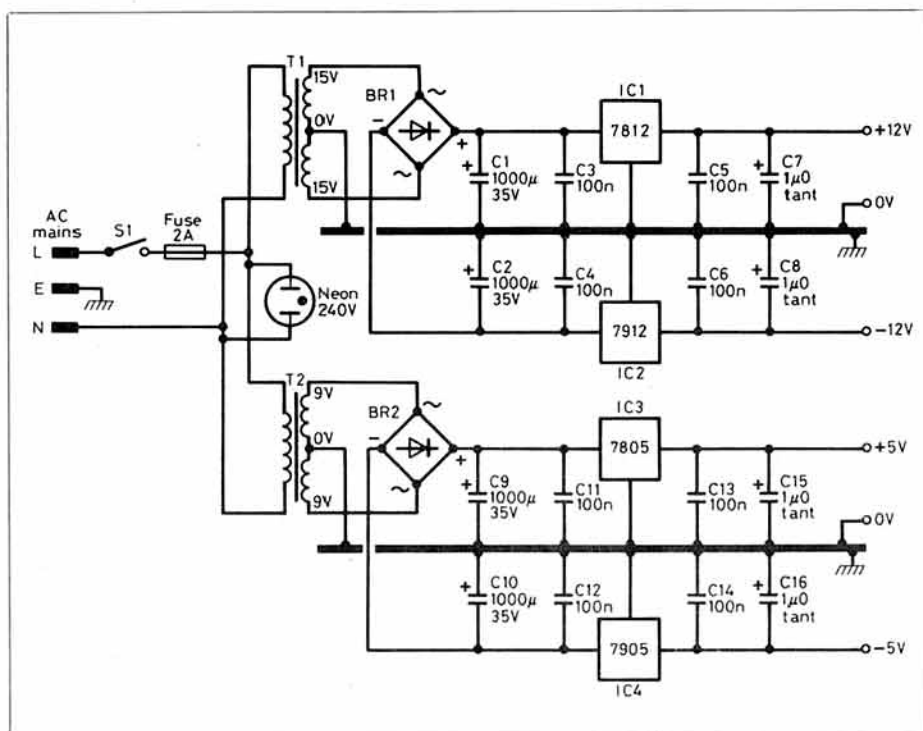 T1
15V
0V
15V
BR1
~
−
+
~
IC1
7812
+12V
C1
1000μ
35V
C3
100n
C5
100n
C7
1μ0
tant
0V
AC
mains
L
S1
Fuse
2A
E
N
Neon
240V
+
C2
1000μ
35V
C4
100n
C6
100n
+
C8
1μ0
tant
7912
IC2
−12V
T2
9V
0V
9V
BR2
~
−
+
~
IC3
7805
+5V
+
C9
1000μ
35V
C11
100n
C13
100n
+
C15
1μ0
tant
0V
+
C10
1000μ
35V
C12
100n
C14
100n
+
C16
1μ0
tant
7905
IC4
−5V